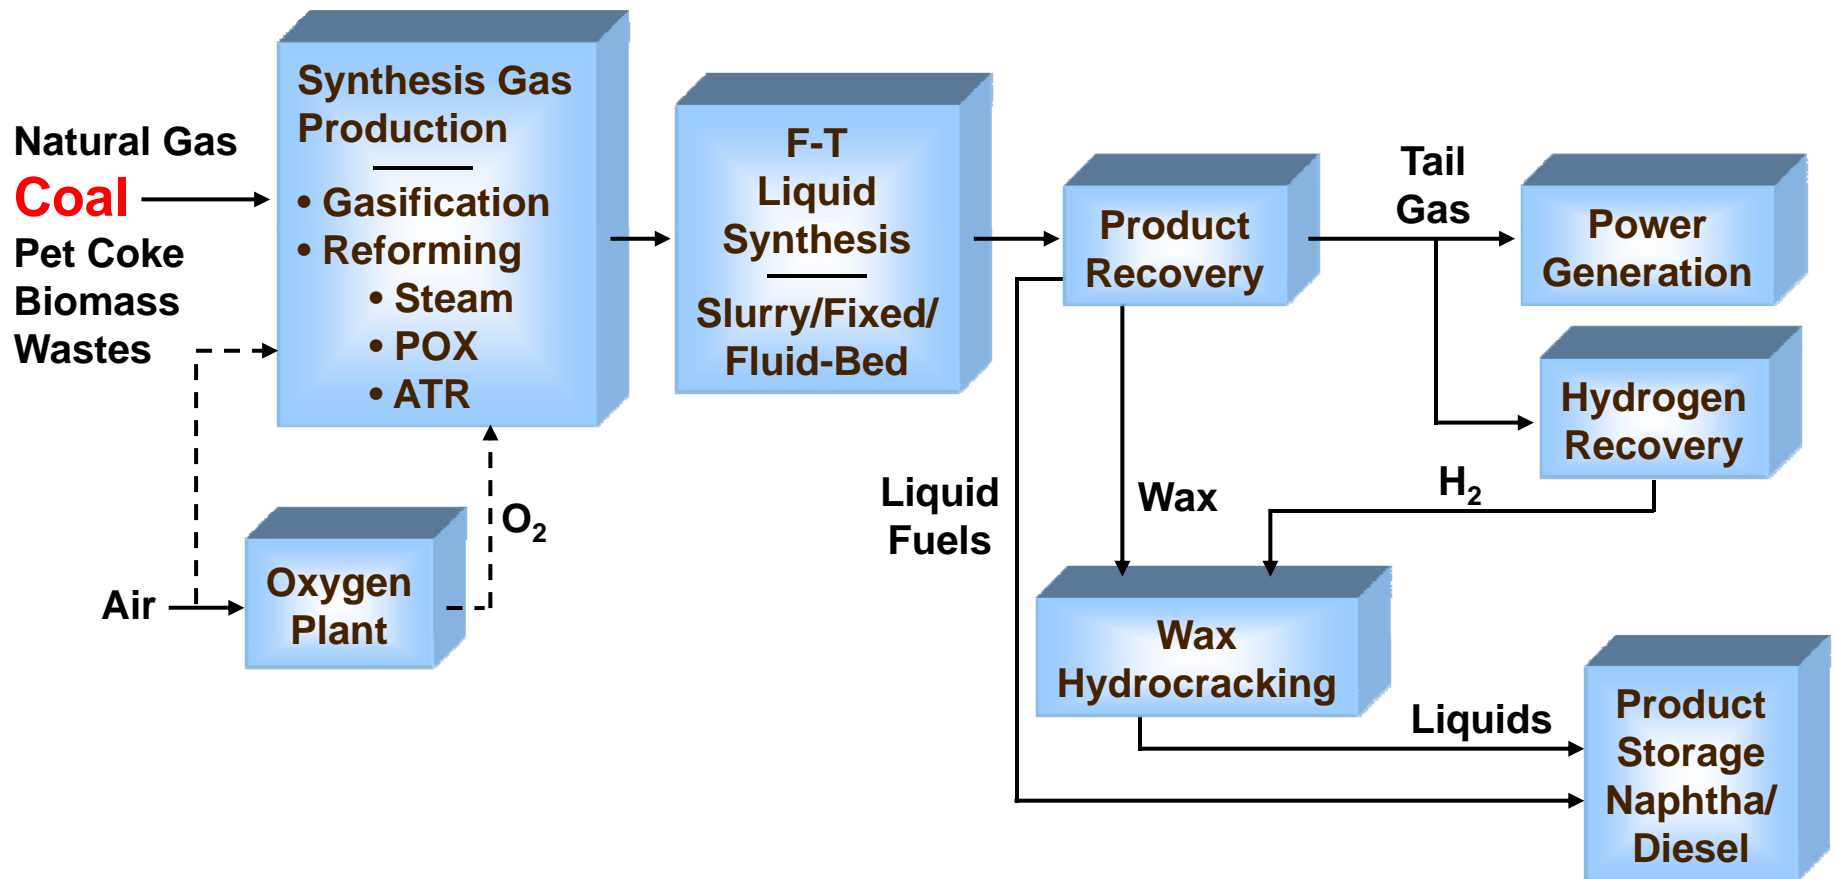 Natural Gas
Coal
Pet Coke
Biomass
Wastes
Synthesis Gas
Production
• Gasification
• Reforming
• Steam
• POX
• ATR
Air
Oxygen
Plant
O2
F-T
Liquid
Synthesis
Slurry/Fixed/
Fluid-Bed
Product
Recovery
Tail
Gas
Power
Generation
Hydrogen
Recovery
H2
Liquid
Fuels
Wax
Wax
Hydrocracking
Liquids
Product
Storage
Naphtha/
Diesel